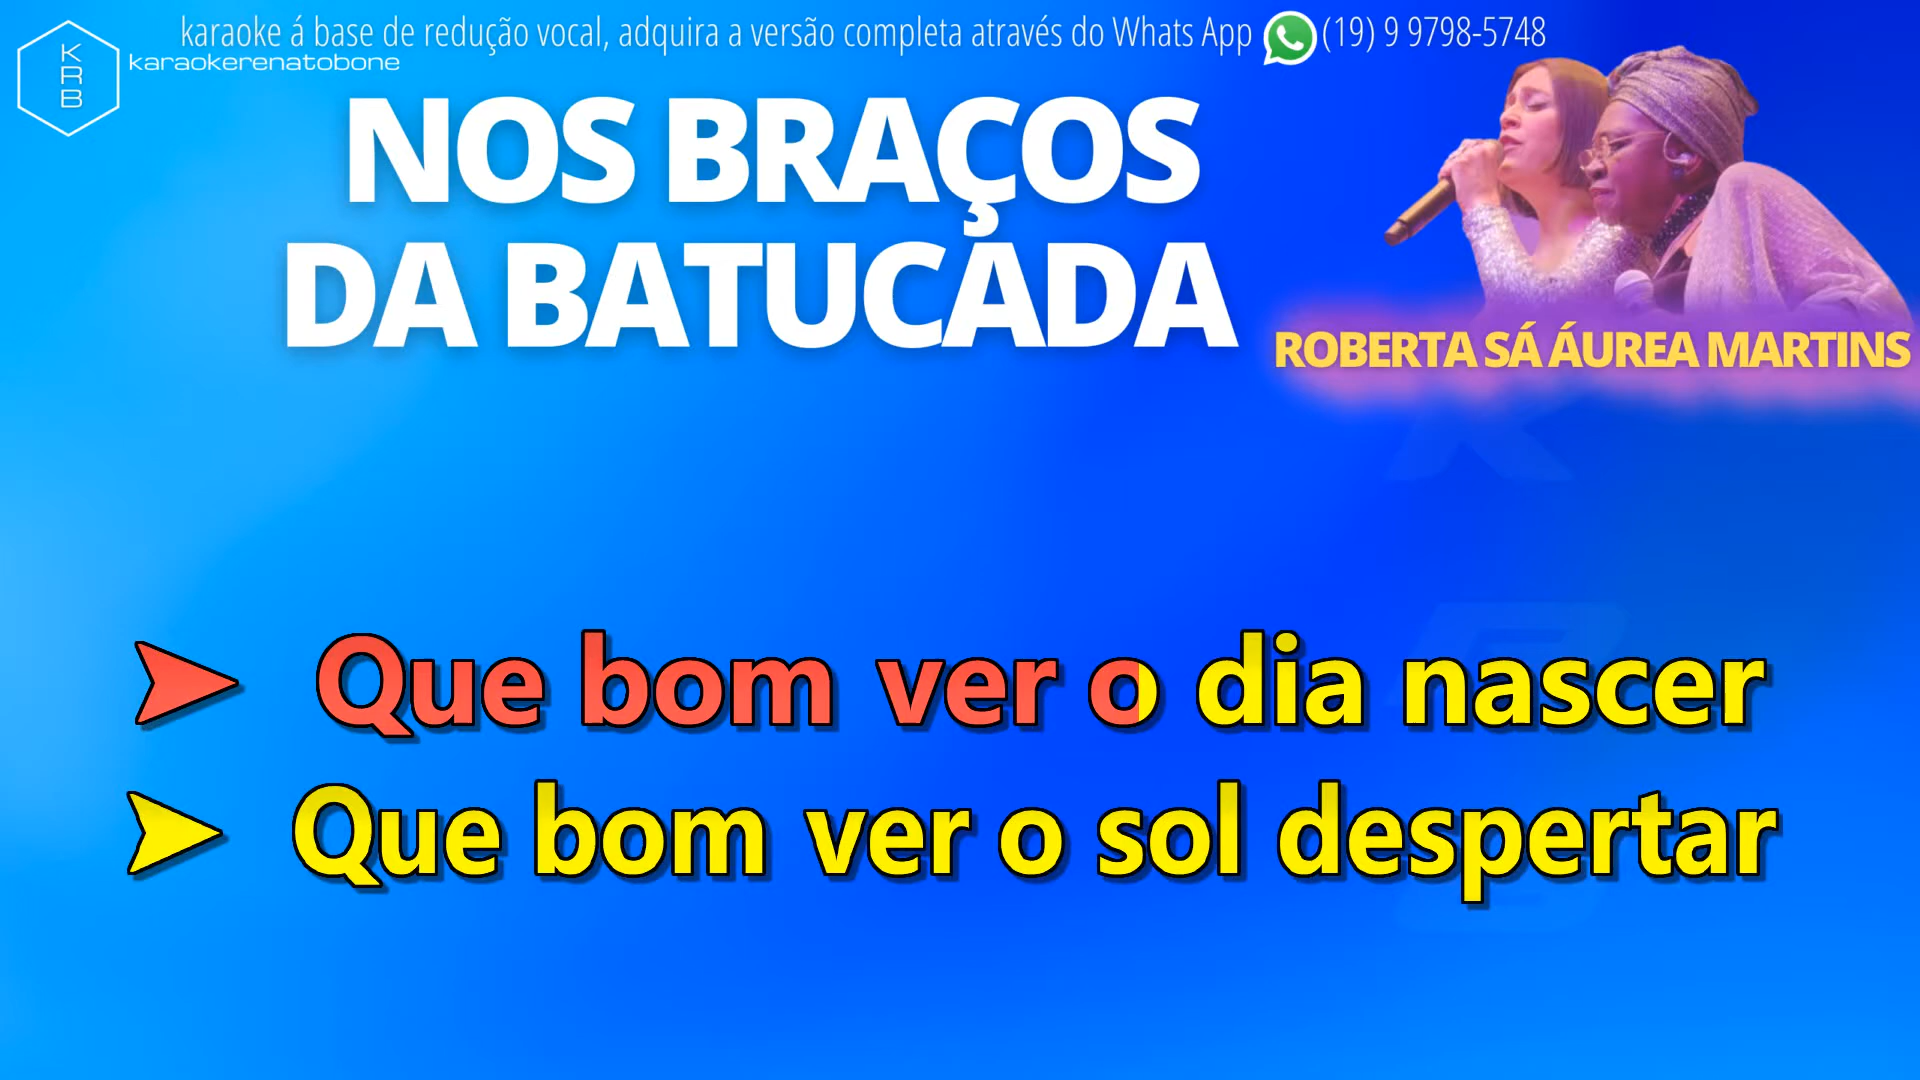 karaoke á base de redução vocal, adquira a versão completa através do Whats App (19) 9 9798-5748
KRB
karaokerenatobone
NOS BRAÇOS
DA BATUCADA
ROBERTA SÁ ÁUREA MARTINS
➤ Que bom ver o dia nascer
➤ Que bom ver o sol despertar